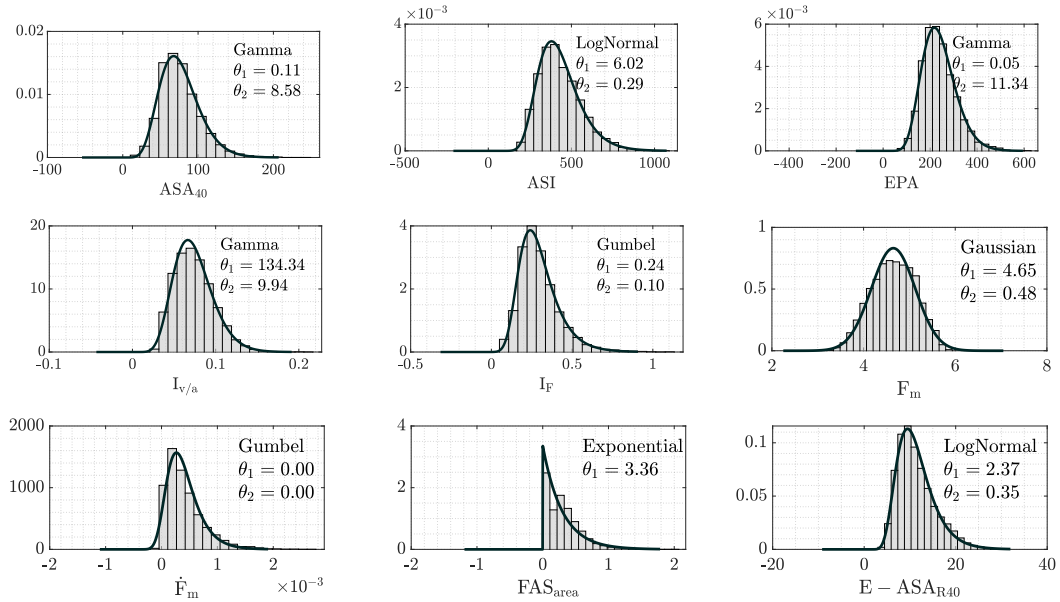 0.02
0.01
0
-100
0
100
200
Gamma
θ1 = 0.11
θ2 = 8.58
ASA40
×10−3
4
2
0
-500
0
500
1000
LogNormal
θ1 = 6.02
θ2 = 0.29
ASI
×10−3
6
4
2
0
-400
-200
0
200
400
600
Gamma
θ1 = 0.05
θ2 = 11.34
EPA
20
10
0
-0.1
0
0.1
0.2
Gamma
θ1 = 134.34
θ2 = 9.94
Iv/a
4
2
0
0
0.5
1
Gumbel
θ1 = 0.24
θ2 = 0.10
IF
1
0.5
0
2
4
6
8
Gaussian
θ1 = 4.65
θ2 = 0.48
Fm
2000
1000
0
-2
-1
0
1
2
×10−3
Gumbel
θ1 = 0.00
θ2 = 0.00
Ḟm
4
2
0
-2
-1
0
1
2
Exponential
θ1 = 3.36
FASarea
0.1
0.05
0
-20
0
20
40
LogNormal
θ1 = 2.37
θ2 = 0.35
E − ASAR40